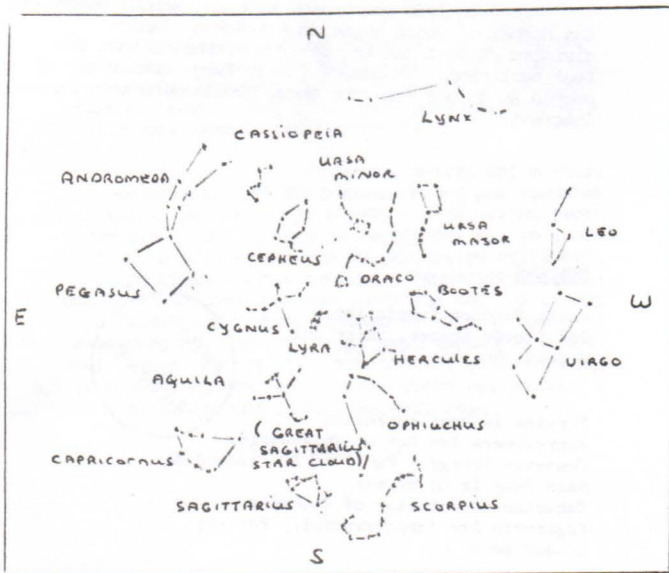 N
LYNX
CASSIOPEIA
URSA
MINOR
ANDROMEDA
URSA
MAJOR
LEO
CEPHEUS
DRACO
PEGASUS
BOOTES
E
W
CYGNUS
LYRA
HERCULES
VIRGO
AQUILA
OPHIUCHUS
(GREAT
SAGITTARIUS
STAR CLOUD)
CAPRICORNUS
SAGITTARIUS
SCORPIUS
S